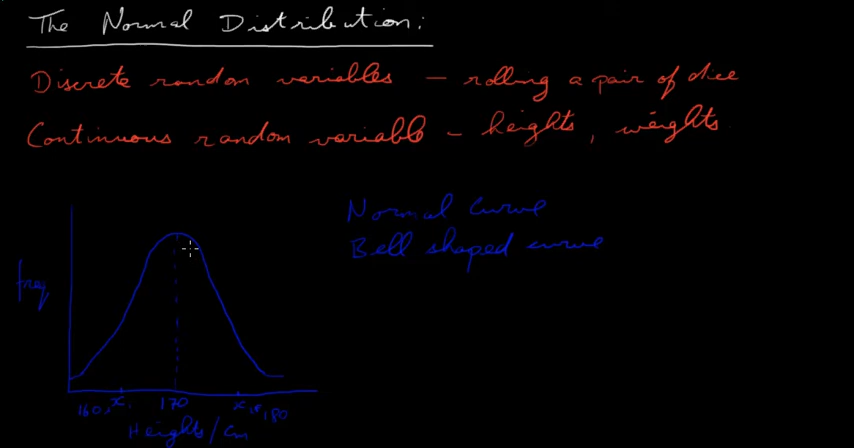 The Normal Distribution:
Discrete random variables – rolling a pair of dice
Continuous random variable – heights, weights.
Normal Curve
Bell shaped curve
freq
160 x, 170 x, 180
Heights/cm